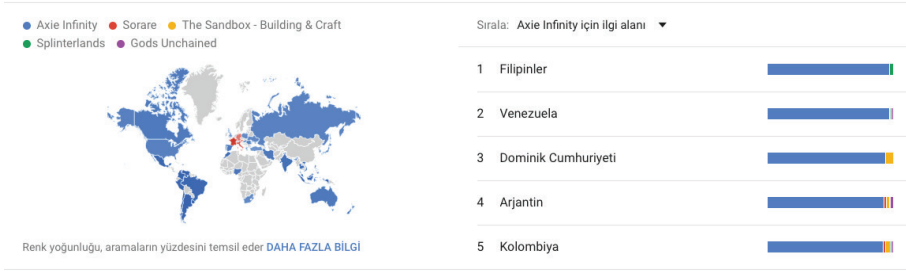 Axie Infinity Sorare The Sandbox - Building & Craft
Splinterlands Gods Unchained
Renk yoğunluğu, aramaların yüzdesini temsil eder DAHA FAZLA BİLGİ
Sırala: Axie Infinity için ilgi alanı
1 Filipinler
2 Venezuela
3 Dominik Cumhuriyeti
4 Arjantin
5 Kolombiya